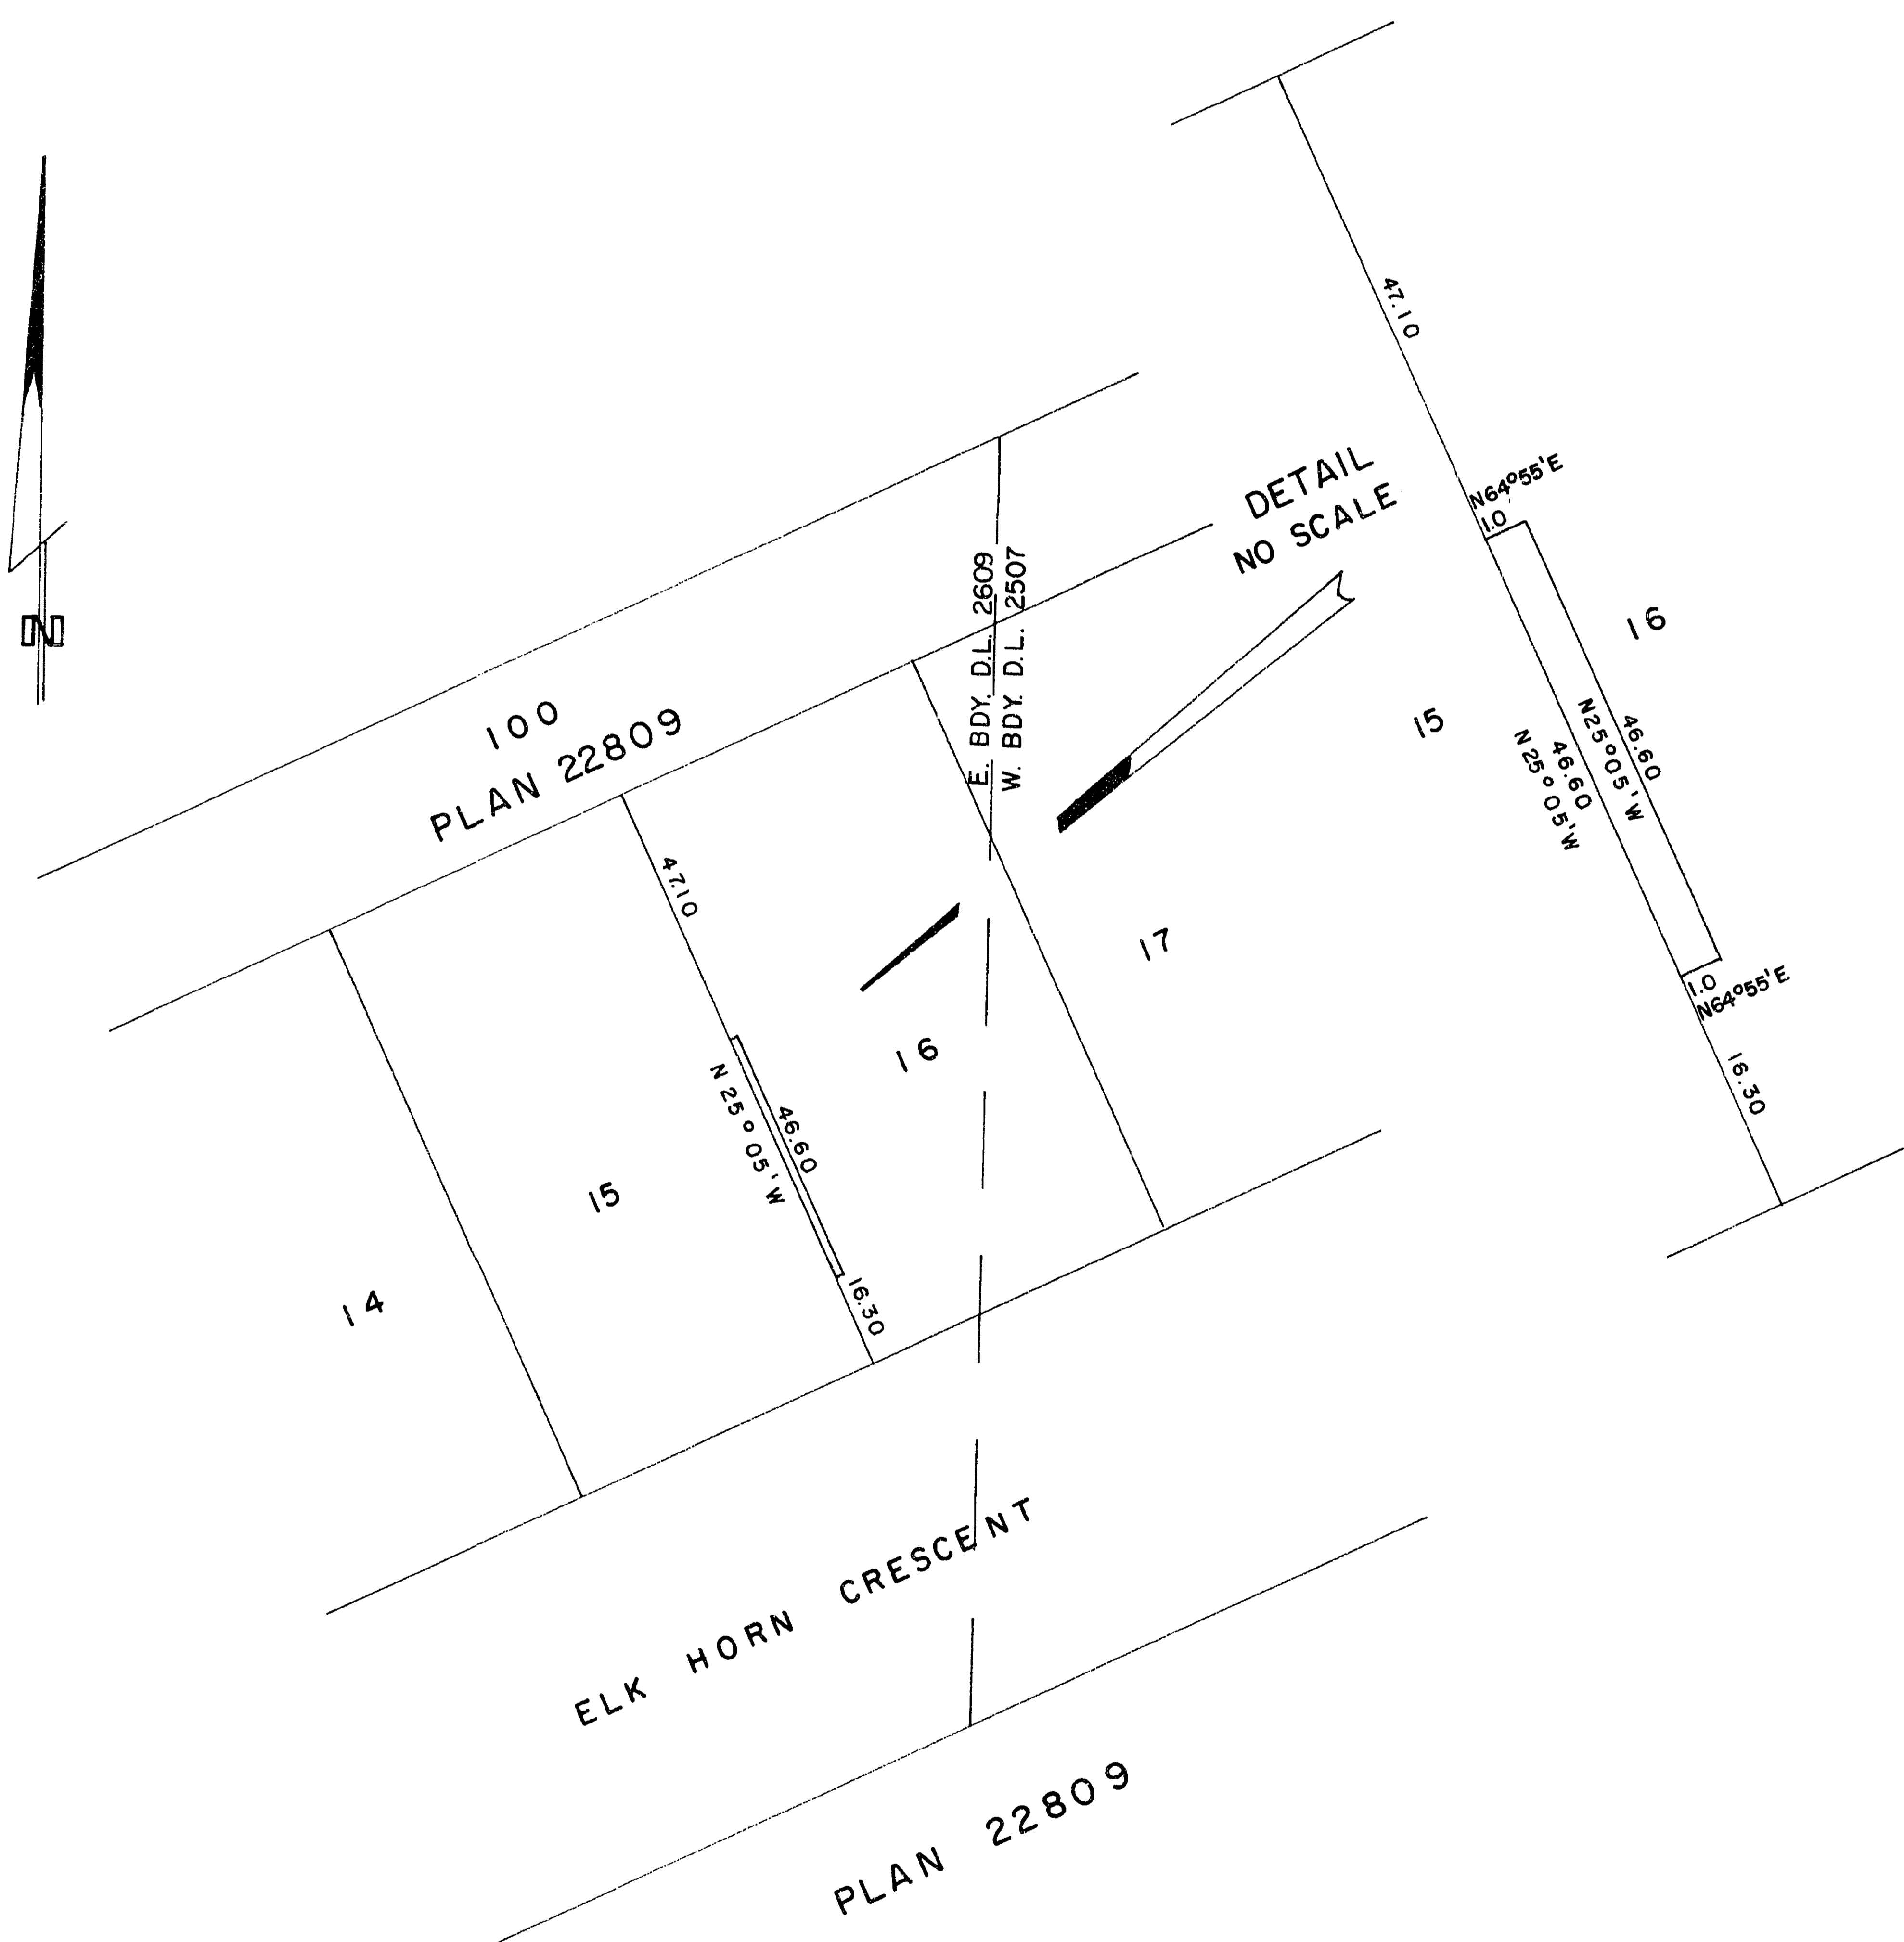 N
100
PLAN 22809
E. BDY. D.L. 2609
W. BDY. D.L. 2507
DETAIL
NO SCALE
47.10
N64°55'E
1.0
16
15
46.60
N25°05'W
46.60
N25°05'W
1.0
N64°55'E
16.30
47.10
17
16
46.60
N 25°05'W
15
16.30
14
ELK HORN CRESCENT
PLAN 22809